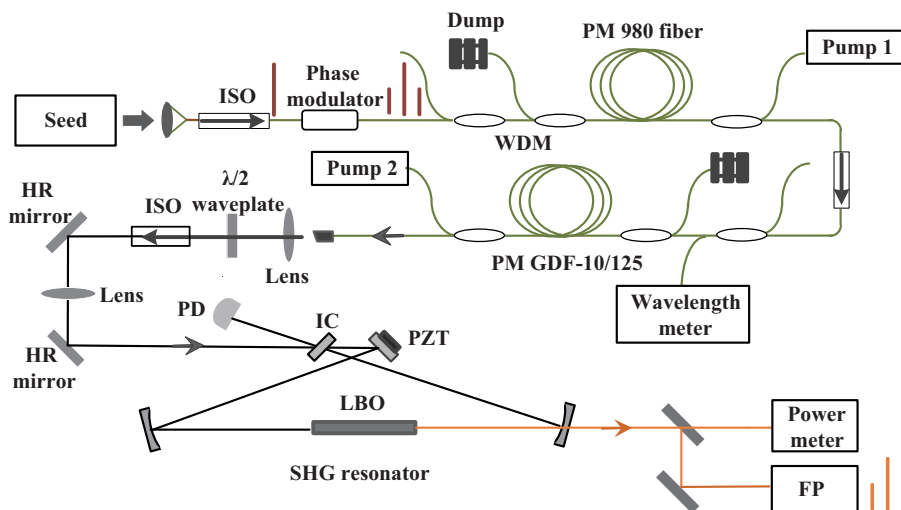 Dump
PM 980 fiber
Pump 1
Seed
ISO
Phase
modulator
WDM
Pump 2
HR
mirror
ISO
λ/2
waveplate
Lens
PM GDF-10/125
Wavelength
meter
Lens
PD
IC
PZT
HR
mirror
LBO
SHG resonator
Power
meter
FP